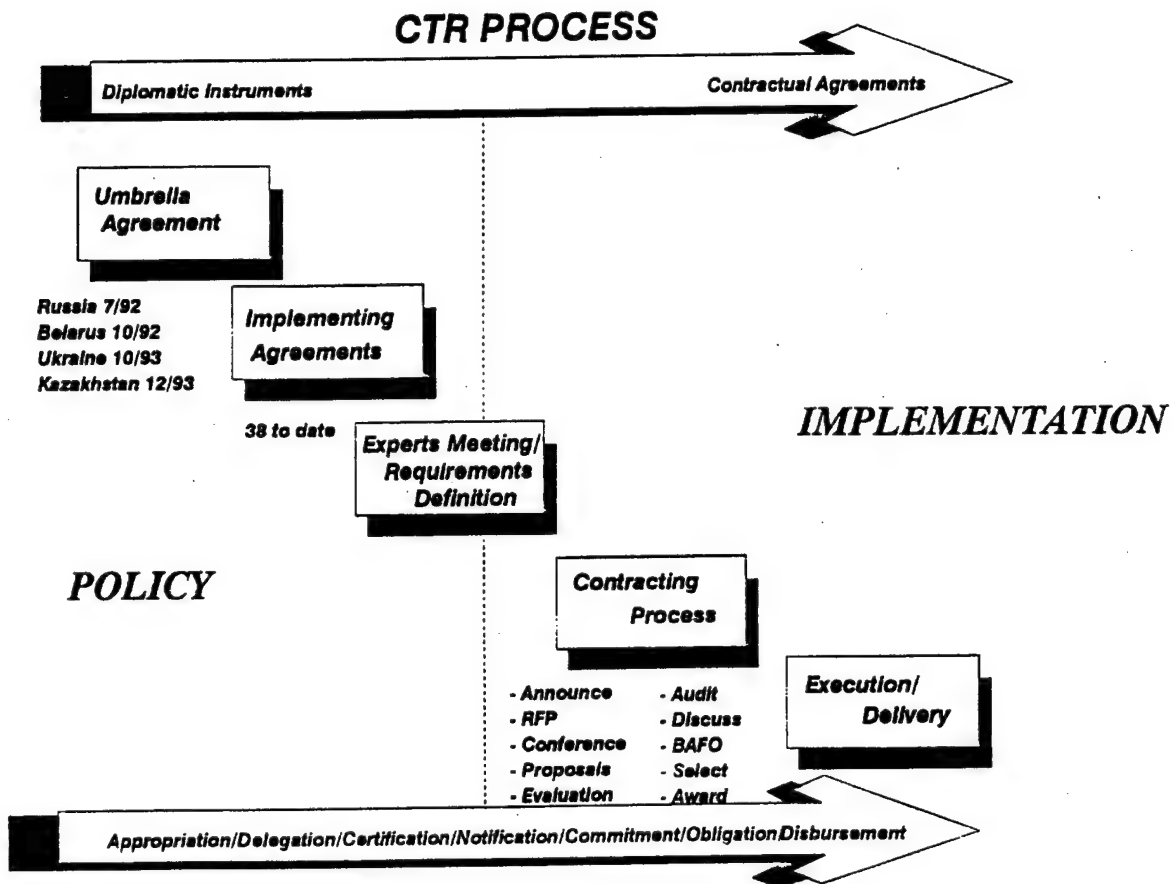 CTR PROCESS
Diplomatic Instruments
Contractual Agreements
Umbrella
Agreement
Russia 7/92
Belarus 10/92
Ukraine 10/93
Kazakhstan 12/93
Implementing
Agreements
38 to date
Experts Meeting/
Requirements
Definition
IMPLEMENTATION
POLICY
Contracting
Process
- Announce
- RFP
- Conference
- Proposals
- Evaluation
- Audit
- Discuss
- BAFO
- Select
- Award
Execution/
Delivery
Appropriation/Delegation/Certification/Notification/Commitment/Obligation/Disbursement